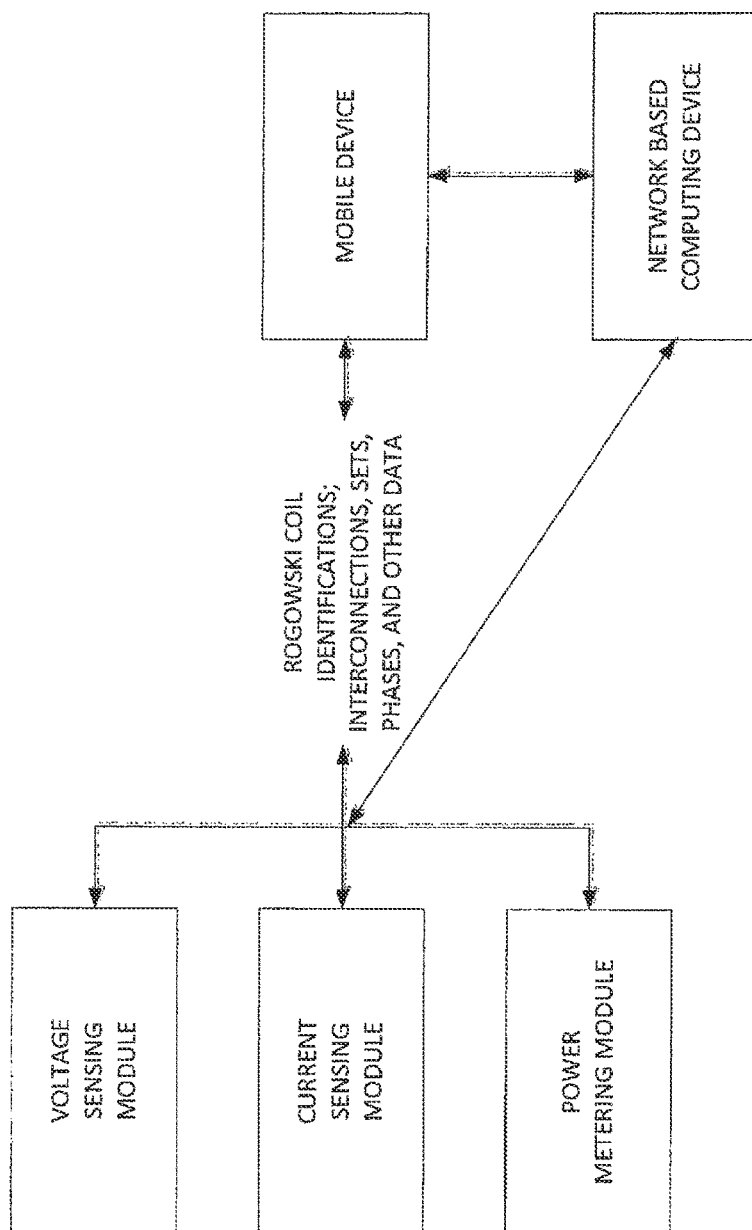 VOLTAGE
SENSING
MODULE
CURRENT
SENSING
MODULE
POWER
METERING MODULE
ROGOWSKI COIL
IDENTIFICATIONS;
INTERCONNECTIONS, SETS,
PHASES, AND OTHER DATA
MOBILE DEVICE
NETWORK BASED
COMPUTING DEVICE